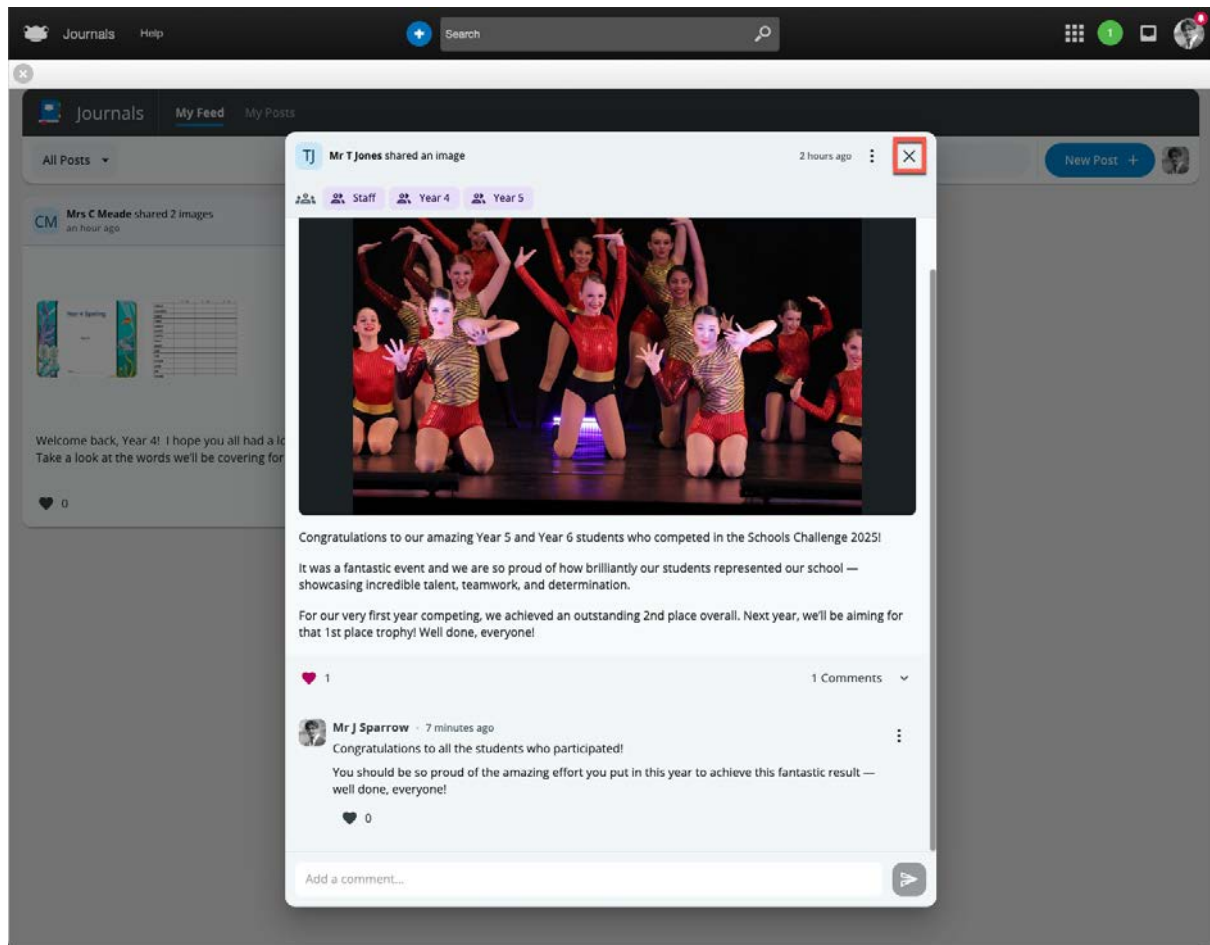 Journals Help Search 1
Journals My Feed My Posts
All Posts New Post +
CM Mrs C Meade shared 2 images
an hour ago
Year 4 Spelling
Welcome back, Year 4! I hope you all had a
Take a look at the words we'll be covering for
0
TJ Mr T Jones shared an image 2 hours ago
Staff Year 4 Year 5
Congratulations to our amazing Year 5 and Year 6 students who competed in the Schools Challenge 2025!
It was a fantastic event and we are so proud of how brilliantly our students represented our school —
showcasing incredible talent, teamwork, and determination.
For our very first year competing, we achieved an outstanding 2nd place overall. Next year, we'll be aiming for
that 1st place trophy! Well done, everyone!
1 1 Comments
Mr J Sparrow · 7 minutes ago
Congratulations to all the students who participated!
You should be so proud of the amazing effort you put in this year to achieve this fantastic result —
well done, everyone!
0
Add a comment...